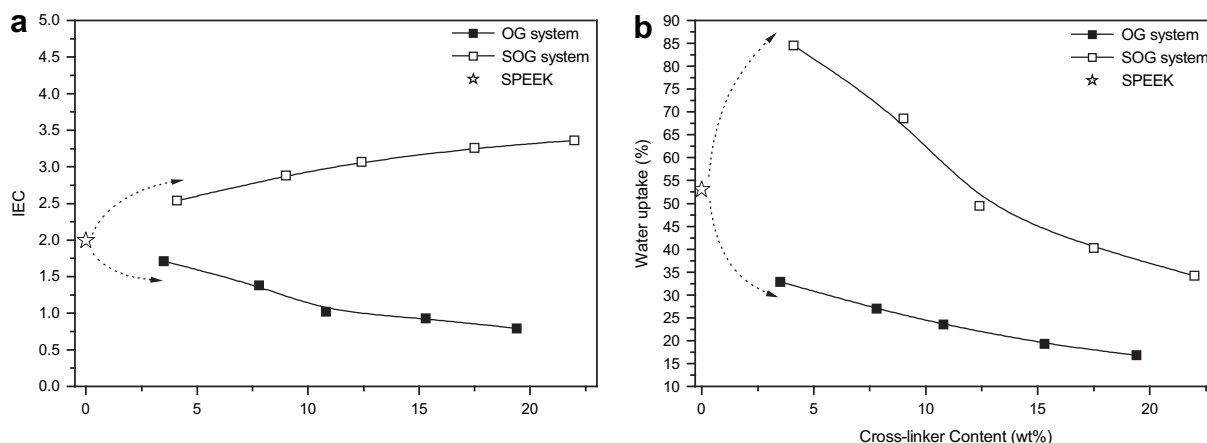 a
5.0
4.5
4.0
3.5
3.0
2.5
2.0
1.5
1.0
0.5
0.0
IEC
0 5 10 15 20
OG system
SOG system
SPEEK
b
90
85
80
75
70
65
60
55
50
45
40
35
30
25
20
15
10
Water uptake (%)
0 5 10 15 20
Cross-linker Content (wt%)
OG system
SOG system
SPEEK